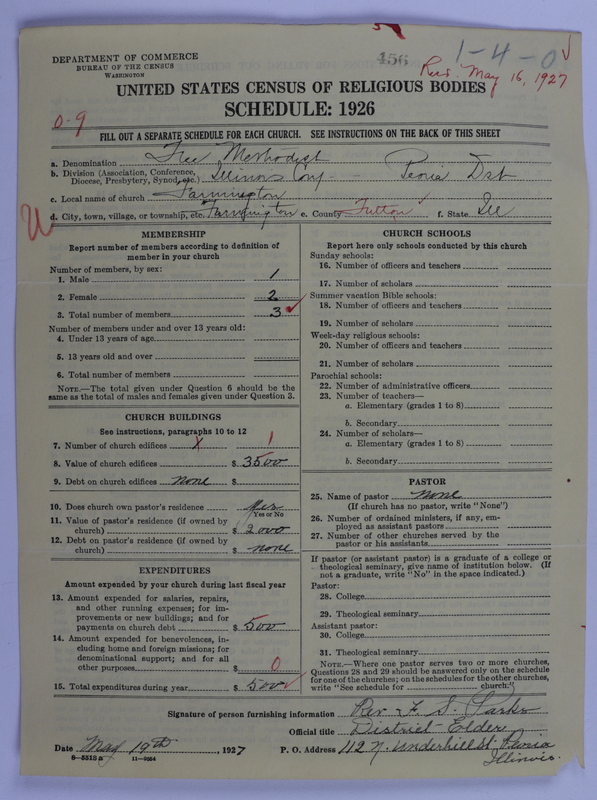 456
1-4-0
Rec. May 16, 1927
DEPARTMENT OF COMMERCE
BUREAU OF THE CENSUS
WASHINGTON
UNITED STATES CENSUS OF RELIGIOUS BODIES
SCHEDULE: 1926
0-9
FILL OUT A SEPARATE SCHEDULE FOR EACH CHURCH. SEE INSTRUCTIONS ON THE BACK OF THIS SHEET
a. Denomination Free Methodist
b. Division (Association, Conference, Diocese, Presbytery, Synod, etc.) Illinois Conf - Peoria Dst
c. Local name of church Farmington
d. City, town, village, or township, etc. Farmington e. County Fulton f. State Ill
U
MEMBERSHIP
Report number of members according to definition of
member in your church
Number of members, by sex:
1. Male 1
2. Female 2
3. Total number of members 3
Number of members under and over 13 years old:
4. Under 13 years of age
5. 13 years old and over
6. Total number of members
NOTE.—The total given under Question 6 should be the
same as the total of males and females given under Question 3.
CHURCH BUILDINGS
See instructions, paragraphs 10 to 12
7. Number of church edifices 1
8. Value of church edifices $ 3500
9. Debt on church edifices none $
10. Does church own pastor's residence Yes
Yes or No
11. Value of pastor's residence (if owned by
church) $ 2000
12. Debt on pastor's residence (if owned by
church) $ none
EXPENDITURES
Amount expended by your church during last fiscal year
13. Amount expended for salaries, repairs,
and other running expenses; for im-
provements or new buildings; and for
payments on church debt $ 500
14. Amount expended for benevolences, in-
cluding home and foreign missions; for
denominational support; and for all
other purposes $ 0
15. Total expenditures during year $ 500
CHURCH SCHOOLS
Report here only schools conducted by this church
Sunday schools:
16. Number of officers and teachers
17. Number of scholars
Summer vacation Bible schools:
18. Number of officers and teachers
19. Number of scholars
Week-day religious schools:
20. Number of officers and teachers
21. Number of scholars
Parochial schools:
22. Number of administrative officers
23. Number of teachers—
a. Elementary (grades 1 to 8)
b. Secondary
24. Number of scholars—
a. Elementary (grades 1 to 8)
b. Secondary
PASTOR
25. Name of pastor none
(If church has no pastor, write "None")
26. Number of ordained ministers, if any, em-
ployed as assistant pastors
27. Number of other churches served by the
pastor or his assistants
If pastor (or assistant pastor) is a graduate of a college or
theological seminary, give name of institution below. (If
not a graduate, write "No" in the space indicated.)
Pastor:
28. College
29. Theological seminary
Assistant pastor:
30. College
31. Theological seminary
NOTE.—Where one pastor serves two or more churches,
Questions 28 and 29 should be answered only on the schedule
for one of the churches; on the schedules for the other churches,
write "See schedule for church."
Signature of person furnishing information Rev F. S. Parks
Official title District-Elder
Date May 19th, 1927 P. O. Address 112 N. Underhill St. Peoria
Illinois.
8-5513a 11-9264